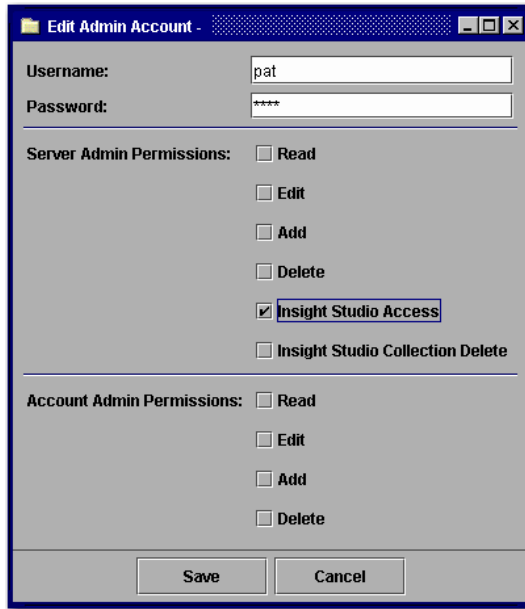 Edit Admin Account -
Username: pat
Password: ****
Server Admin Permissions: Read
Edit
Add
Delete
Insight Studio Access
Insight Studio Collection Delete
Account Admin Permissions: Read
Edit
Add
Delete
Save Cancel